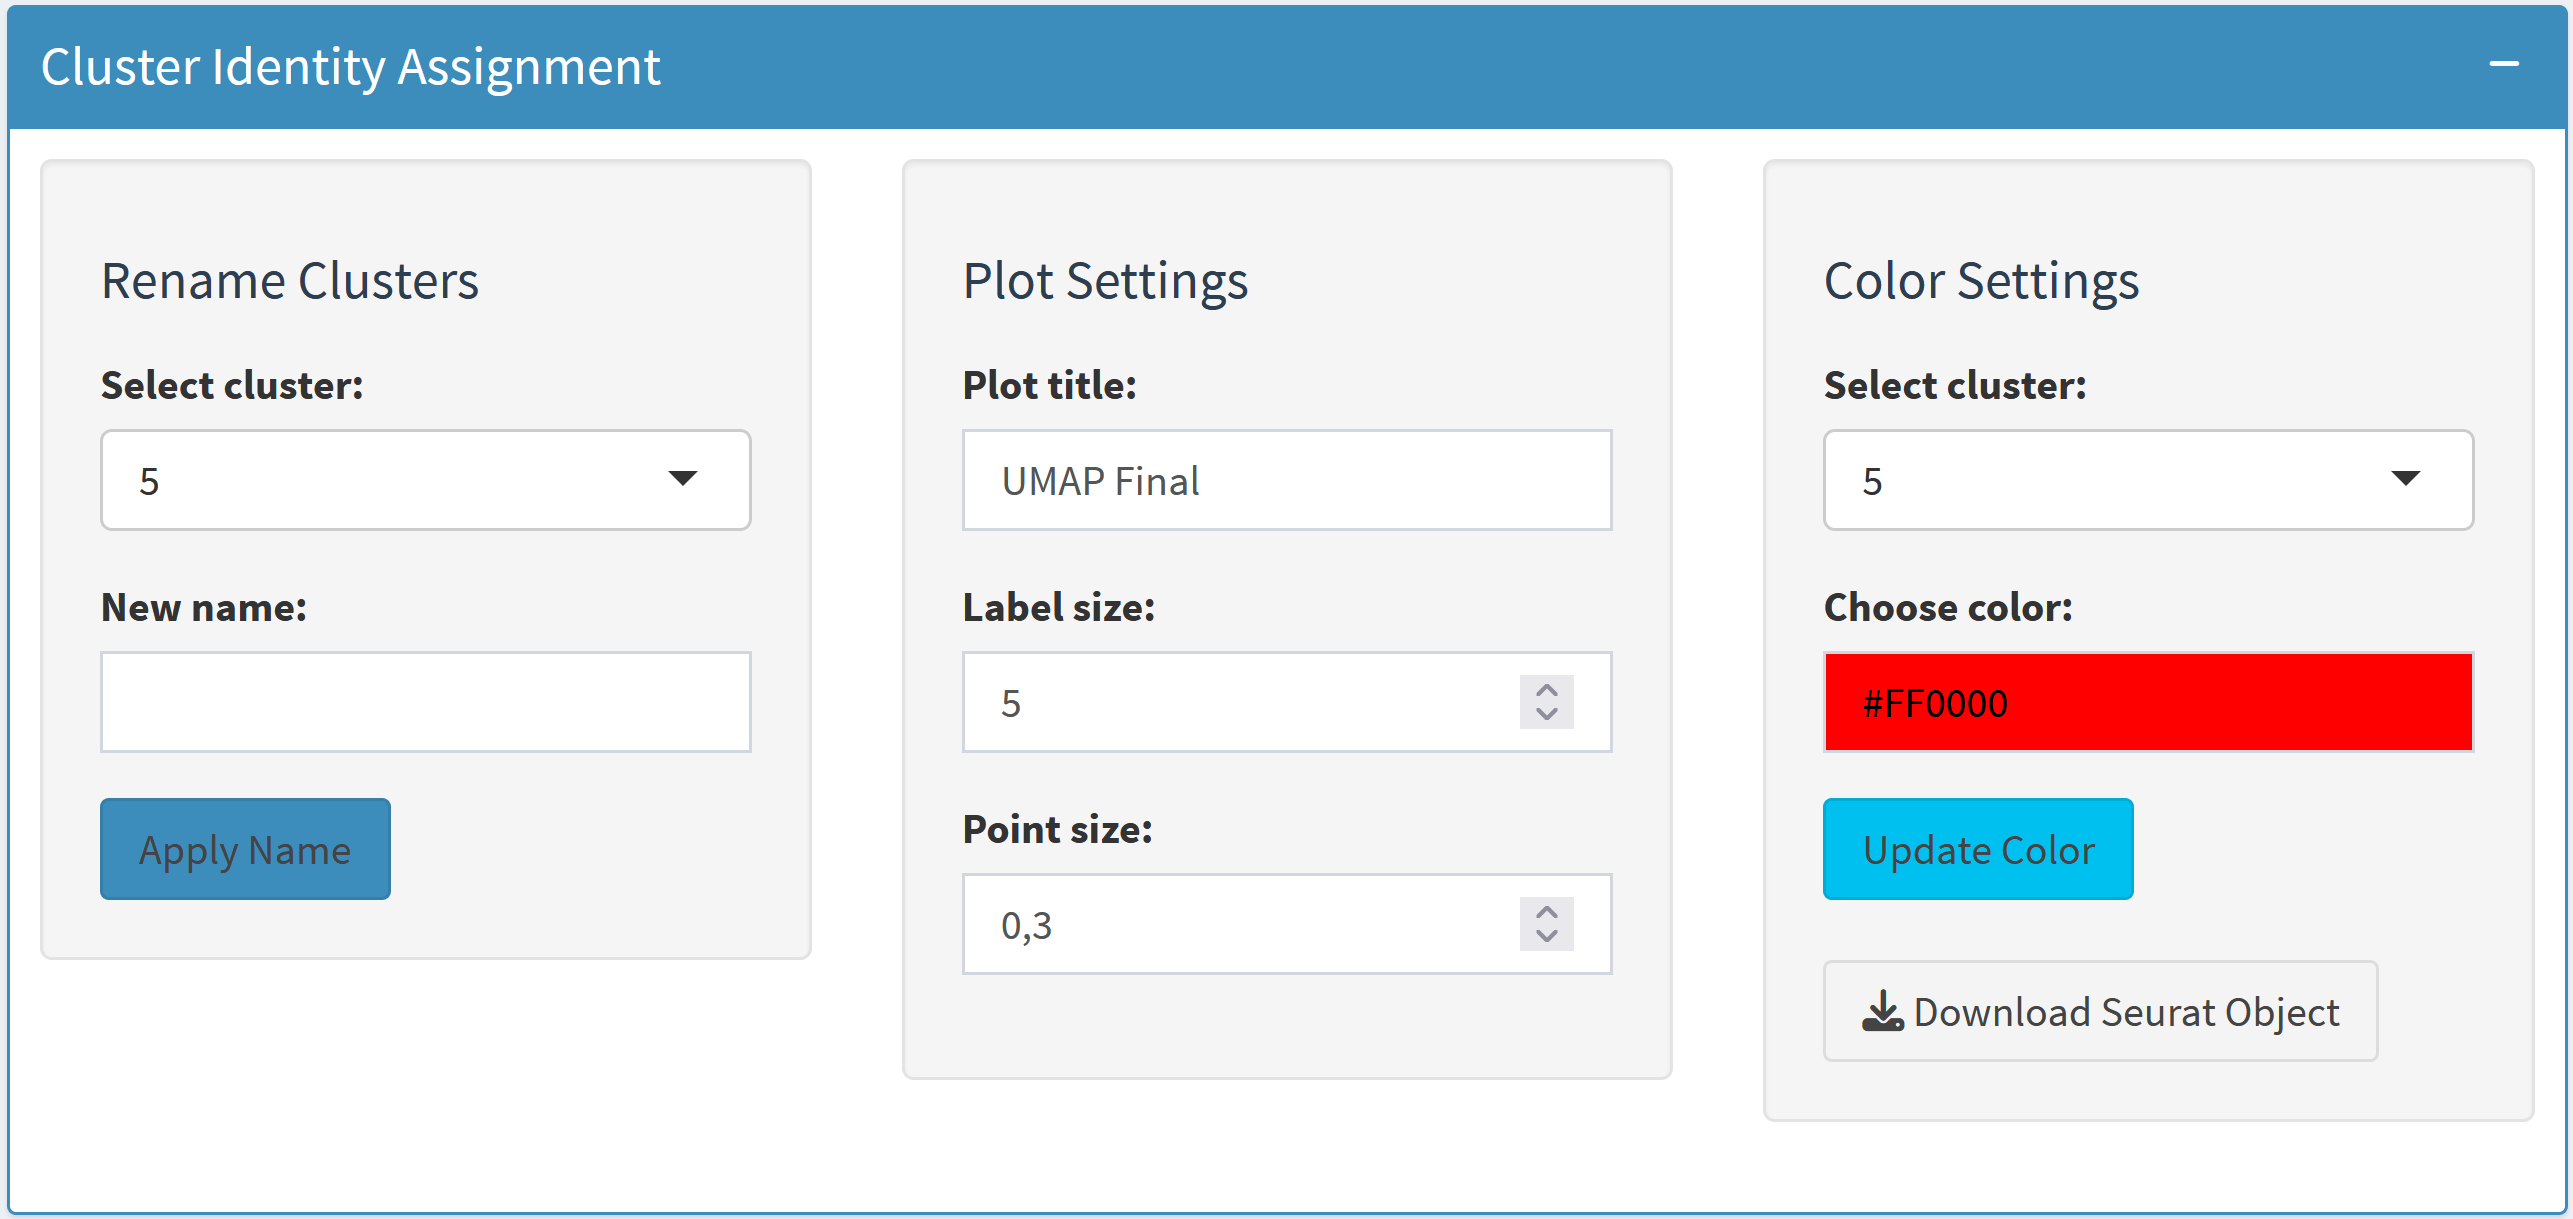 Cluster Identity Assignment
Rename Clusters
Select cluster:
5
New name:
Apply Name
Plot Settings
Plot title:
UMAP Final
Label size:
5
Point size:
0,3
Color Settings
Select cluster:
5
Choose color:
#FF0000
Update Color
Download Seurat Object